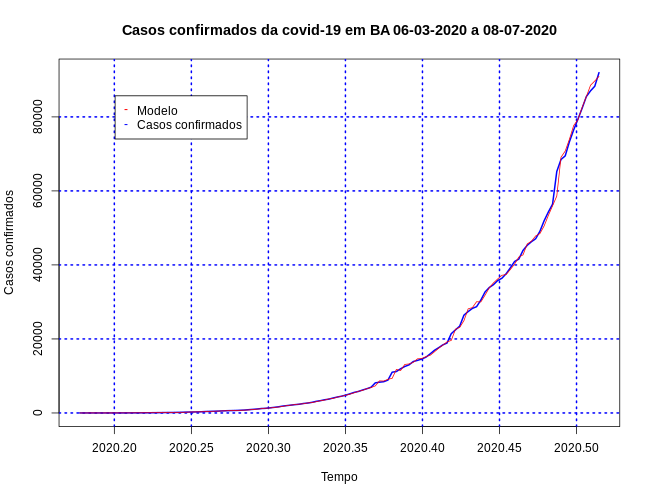 Casos confirmados da covid-19 em BA 06-03-2020 a 08-07-2020
Modelo
Casos confirmados
Casos confirmados
80000
60000
40000
20000
0
2020.20 2020.25 2020.30 2020.35 2020.40 2020.45 2020.50
Tempo